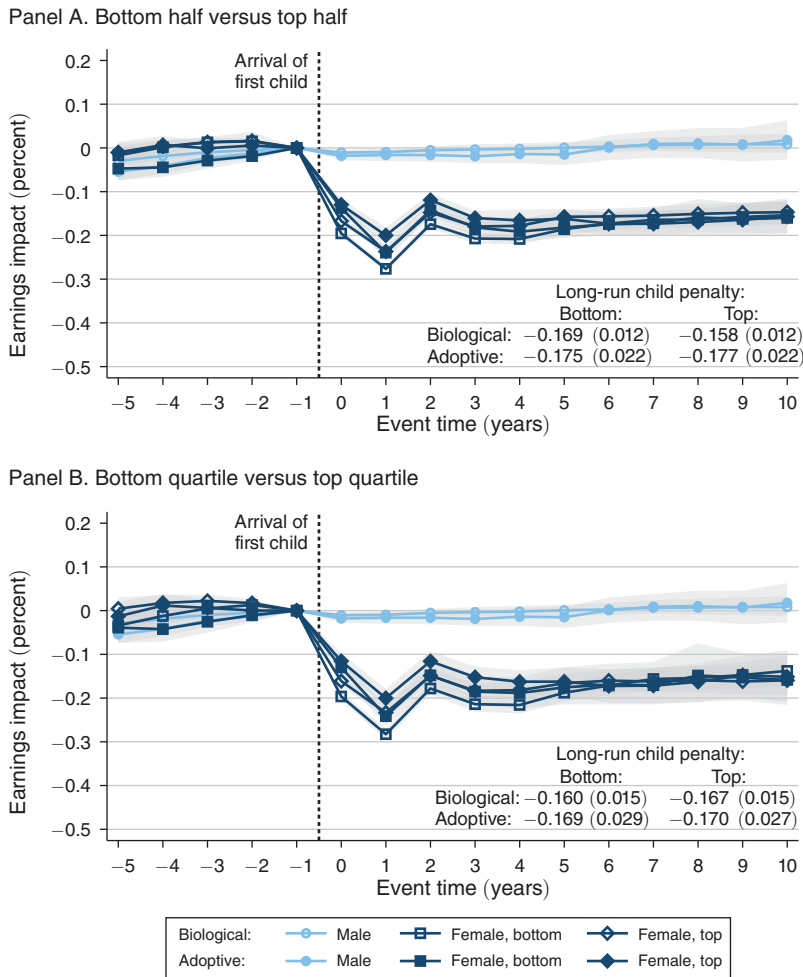 Panel A. Bottom half versus top half
Earnings impact (percent)
0.2
0.1
0
−0.1
−0.2
−0.3
−0.4
−0.5
Arrival of
first child
Long-run child penalty:
Bottom: Top:
Biological: −0.169 (0.012) −0.158 (0.012)
Adoptive: −0.175 (0.022) −0.177 (0.022)
−5 −4 −3 −2 −1 0 1 2 3 4 5 6 7 8 9 10
Event time (years)
Panel B. Bottom quartile versus top quartile
Earnings impact (percent)
0.2
0.1
0
−0.1
−0.2
−0.3
−0.4
−0.5
Arrival of
first child
Long-run child penalty:
Bottom: Top:
Biological: −0.160 (0.015) −0.167 (0.015)
Adoptive: −0.169 (0.029) −0.170 (0.027)
−5 −4 −3 −2 −1 0 1 2 3 4 5 6 7 8 9 10
Event time (years)
Biological: Male Female, bottom Female, top
Adoptive: Male Female, bottom Female, top